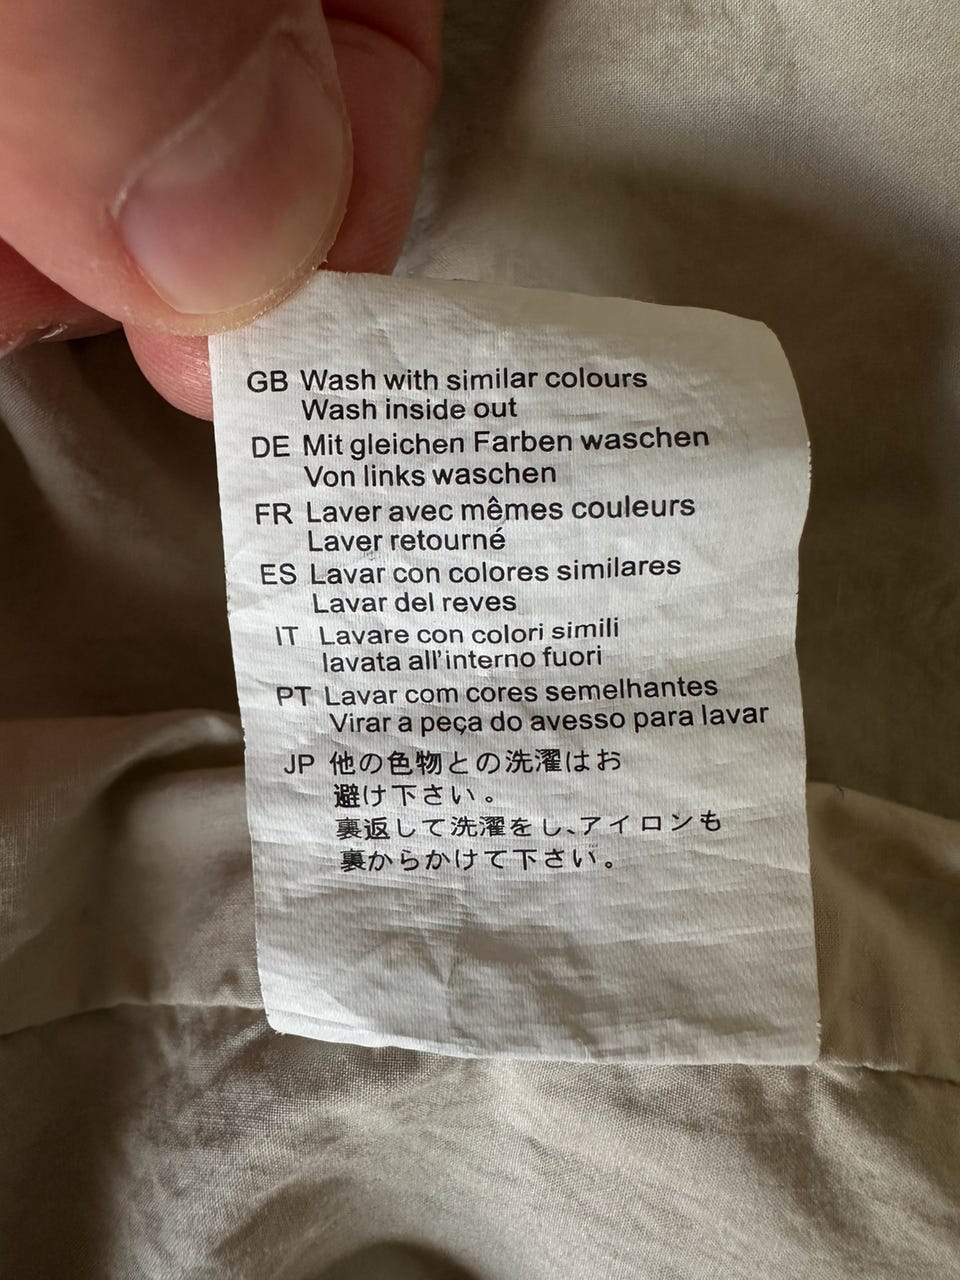 GB Wash with similar colours
Wash inside out
DE Mit gleichen Farben waschen
Von links waschen
FR Laver avec mêmes couleurs
Laver retourné
ES Lavar con colores similares
Lavar del reves
IT Lavare con colori simili
lavata all'interno fuori
PT Lavar com cores semelhantes
Virar a peça do avesso para lavar
JP 他の色物との洗濯はお
避け下さい。
裏返して洗濯をし、アイロンも
裏からかけて下さい。